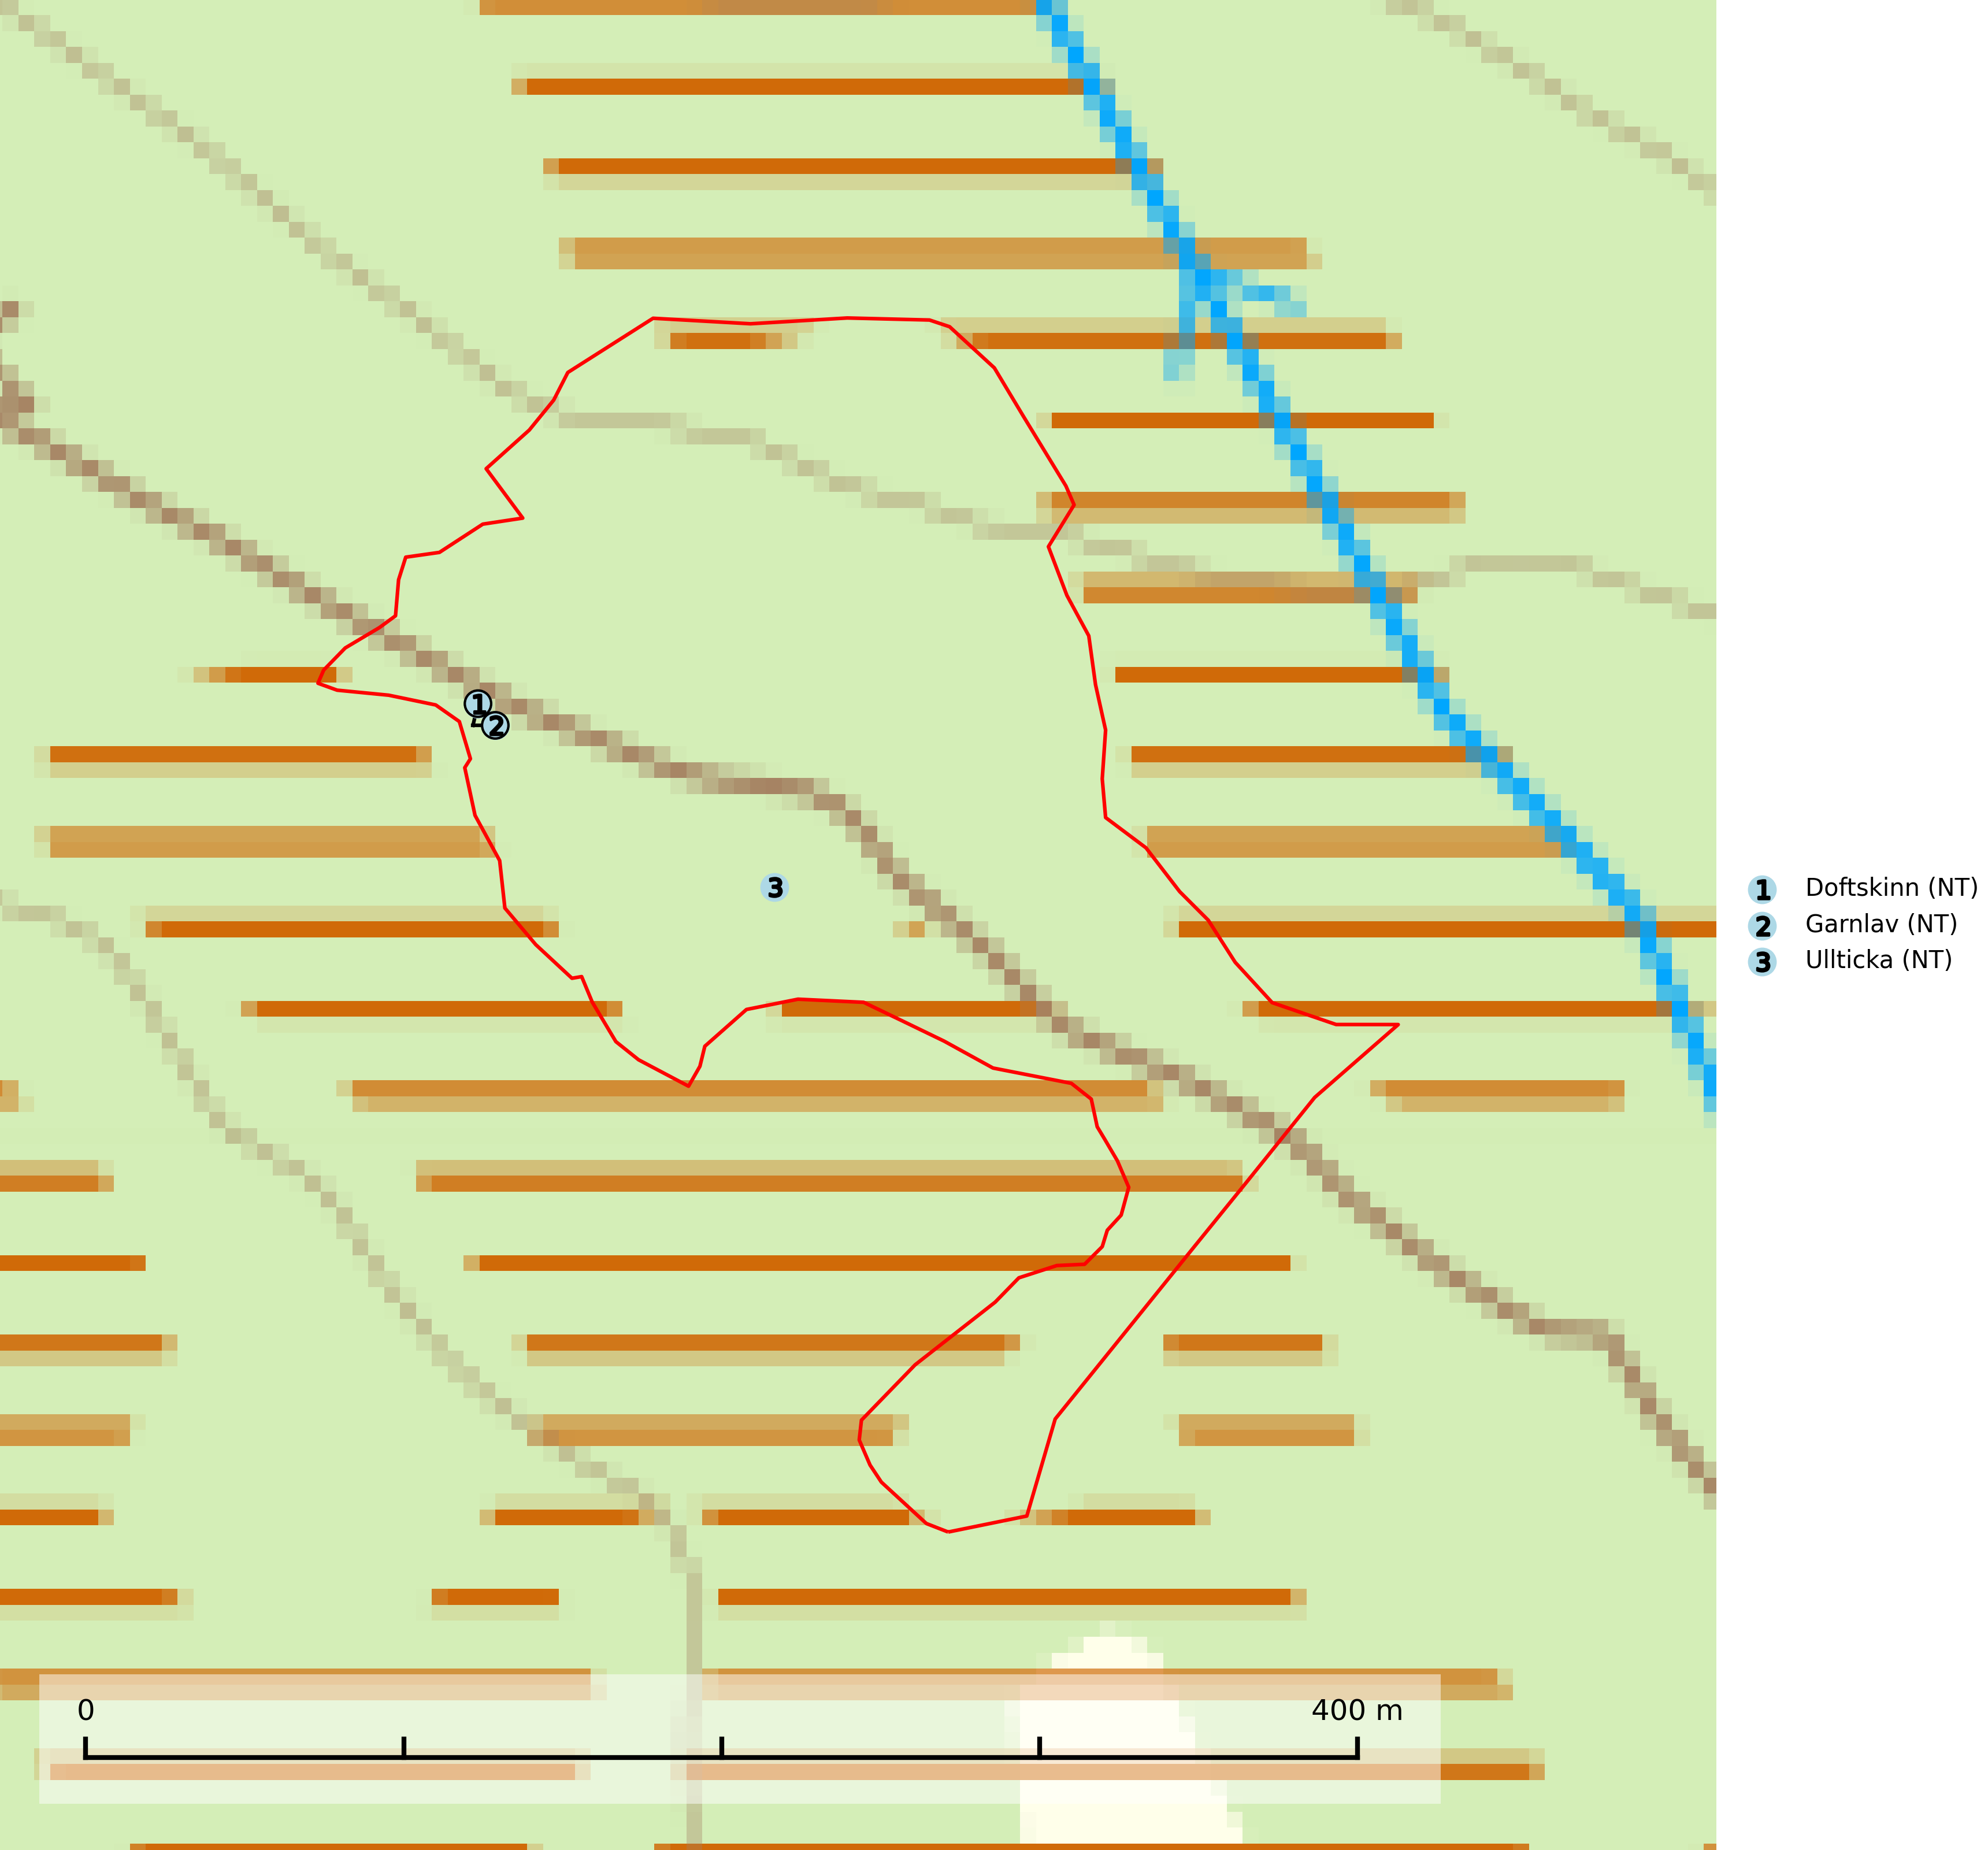 1
2
3
1 Doftskinn (NT)
2 Garnlav (NT)
3 Ullticka (NT)
0 400 m